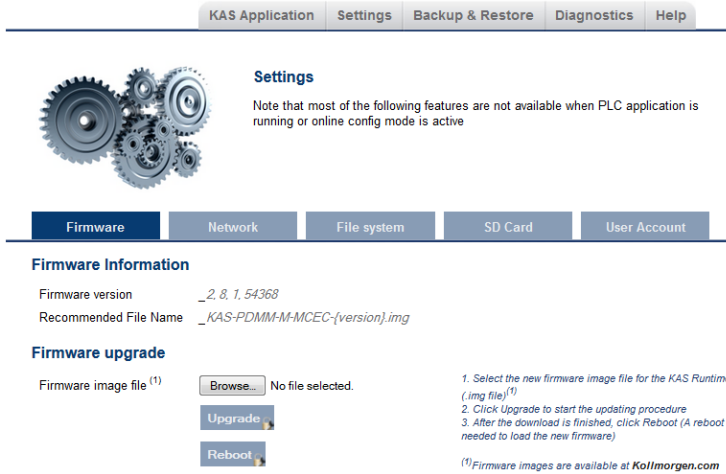 KAS Application Settings Backup & Restore Diagnostics Help
Settings
Note that most of the following features are not available when PLC application is
running or online config mode is active
Firmware Network File system SD Card User Account
Firmware Information
Firmware version _2, 8, 1, 54368
Recommended File Name _KAS-PDMM-M-MCEC-{version}.img
Firmware upgrade
Firmware image file (1) Browse... No file selected.
Upgrade
Reboot
1. Select the new firmware image file for the KAS Runtime
(.img file)(1)
2. Click Upgrade to start the updating procedure
3. After the download is finished, click Reboot (A reboot
needed to load the new firmware)
(1)Firmware images are available at Kollmorgen.com